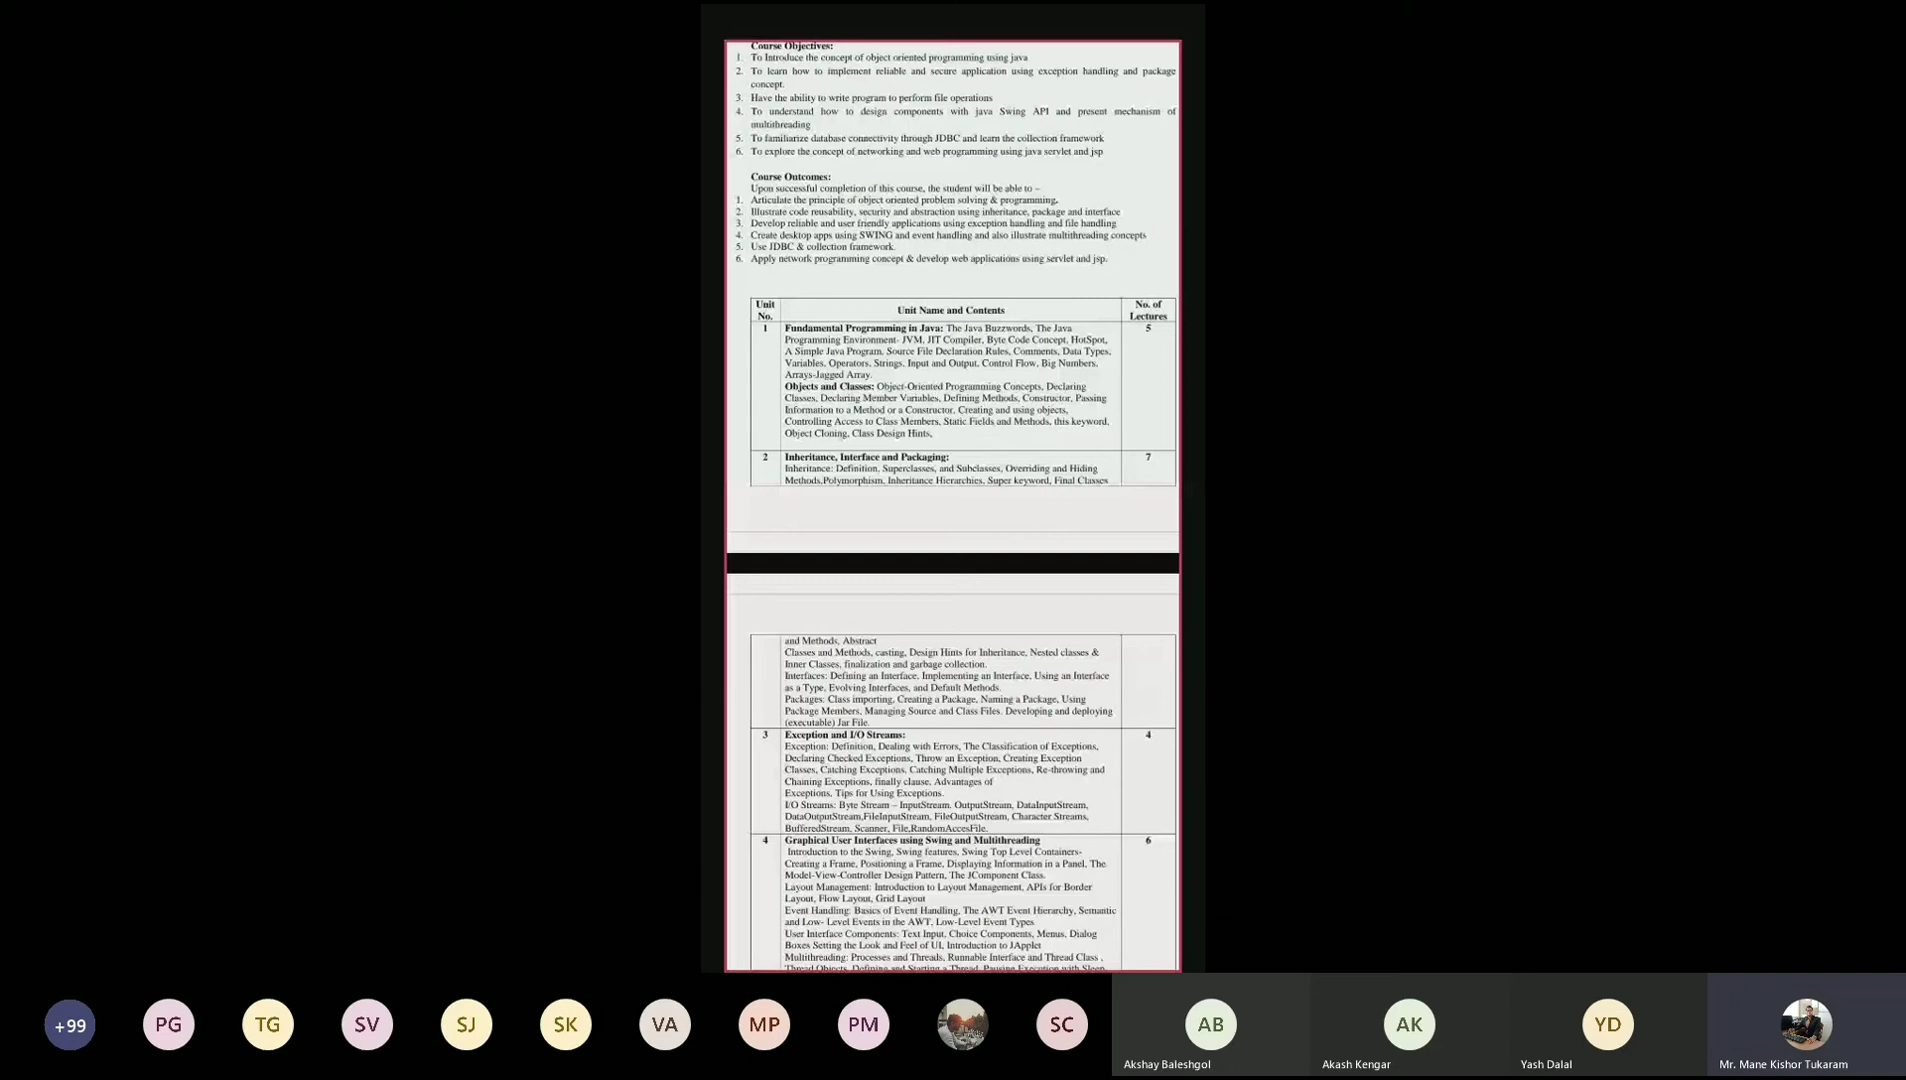 Course Objectives:
1. To Introduce the concept of object oriented programming using java
2. To learn how to implement reliable and secure application using exception handling and package
concept.
3. Have the ability to write program to perform file operations
4. To understand how to design components with java Swing API and present mechanism of
multithreading
5. To familiarize database connectivity through JDBC and learn the collection framework
6. To explore the concept of networking and web programming using java servlet and jsp
Course Outcomes:
Upon successful completion of this course, the student will be able to –
1. Articulate the principle of object oriented problem solving & programming.
2. Illustrate code reusability, security and abstraction using inheritance, package and interface
3. Develop reliable and user friendly applications using exception handling and file handling
4. Create desktop apps using SWING and event handling and also illustrate multithreading concepts
5. Use JDBC & collection framework.
6. Apply network programming concept & develop web applications using servlet and jsp.
Unit No. Unit Name and Contents No. of Lectures
1 Fundamental Programming in Java: The Java Buzzwords, The Java 5
Programming Environment- JVM, JIT Compiler, Byte Code Concept, HotSpot,
A Simple Java Program, Source File Declaration Rules, Comments, Data Types,
Variables, Operators, Strings, Input and Output, Control Flow, Big Numbers,
Arrays-Jagged Array.
Objects and Classes: Object-Oriented Programming Concepts, Declaring
Classes, Declaring Member Variables, Defining Methods, Constructor, Passing
Information to a Method or a Constructor, Creating and using objects,
Controlling Access to Class Members, Static Fields and Methods, this keyword,
Object Cloning, Class Design Hints,
2 Inheritance, Interface and Packaging: 7
Inheritance: Definition, Superclasses, and Subclasses, Overriding and Hiding
Methods,Polymorphism, Inheritance Hierarchies, Super keyword, Final Classes
and Methods, Abstract
Classes and Methods, casting, Design Hints for Inheritance, Nested classes &
Inner Classes, finalization and garbage collection.
Interfaces: Defining an Interface, Implementing an Interface, Using an Interface
as a Type, Evolving Interfaces, and Default Methods.
Packages: Class importing, Creating a Package, Naming a Package, Using
Package Members, Managing Source and Class Files. Developing and deploying
(executable) Jar File.
3 Exception and I/O Streams: 4
Exception: Definition, Dealing with Errors, The Classification of Exceptions,
Declaring Checked Exceptions, Throw an Exception, Creating Exception
Classes, Catching Exceptions, Catching Multiple Exceptions, Re-throwing and
Chaining Exceptions, finally clause, Advantages of
Exceptions, Tips for Using Exceptions.
I/O Streams: Byte Stream – InputStream, OutputStream, DataInputStream,
DataOutputStream,FileInputStream, FileOutputStream, Character Streams,
BufferedStream, Scanner, File,RandomAccesFile.
4 Graphical User Interfaces using Swing and Multithreading 6
Introduction to the Swing, Swing features, Swing Top Level Containers-
Creating a Frame, Positioning a Frame, Displaying Information in a Panel, The
Model-View-Controller Design Pattern, The JComponent Class.
Layout Management: Introduction to Layout Management, APIs for Border
Layout, Flow Layout, Grid Layout
Event Handling: Basics of Event Handling, The AWT Event Hierarchy, Semantic
and Low- Level Events in the AWT, Low-Level Event Types
User Interface Components: Text Input, Choice Components, Menus, Dialog
Boxes Setting the Look and Feel of UI, Introduction to JApplet
Multithreading: Processes and Threads, Runnable Interface and Thread Class ,
Thread Objects, Defining and Starting a Thread, Pausing Execution with Sleep,
+99 PG TG SV SJ SK VA MP PM SC AB AK YD
Akshay Baleshgol Akash Kengar Yash Dalal Mr. Mane Kishor Tukaram